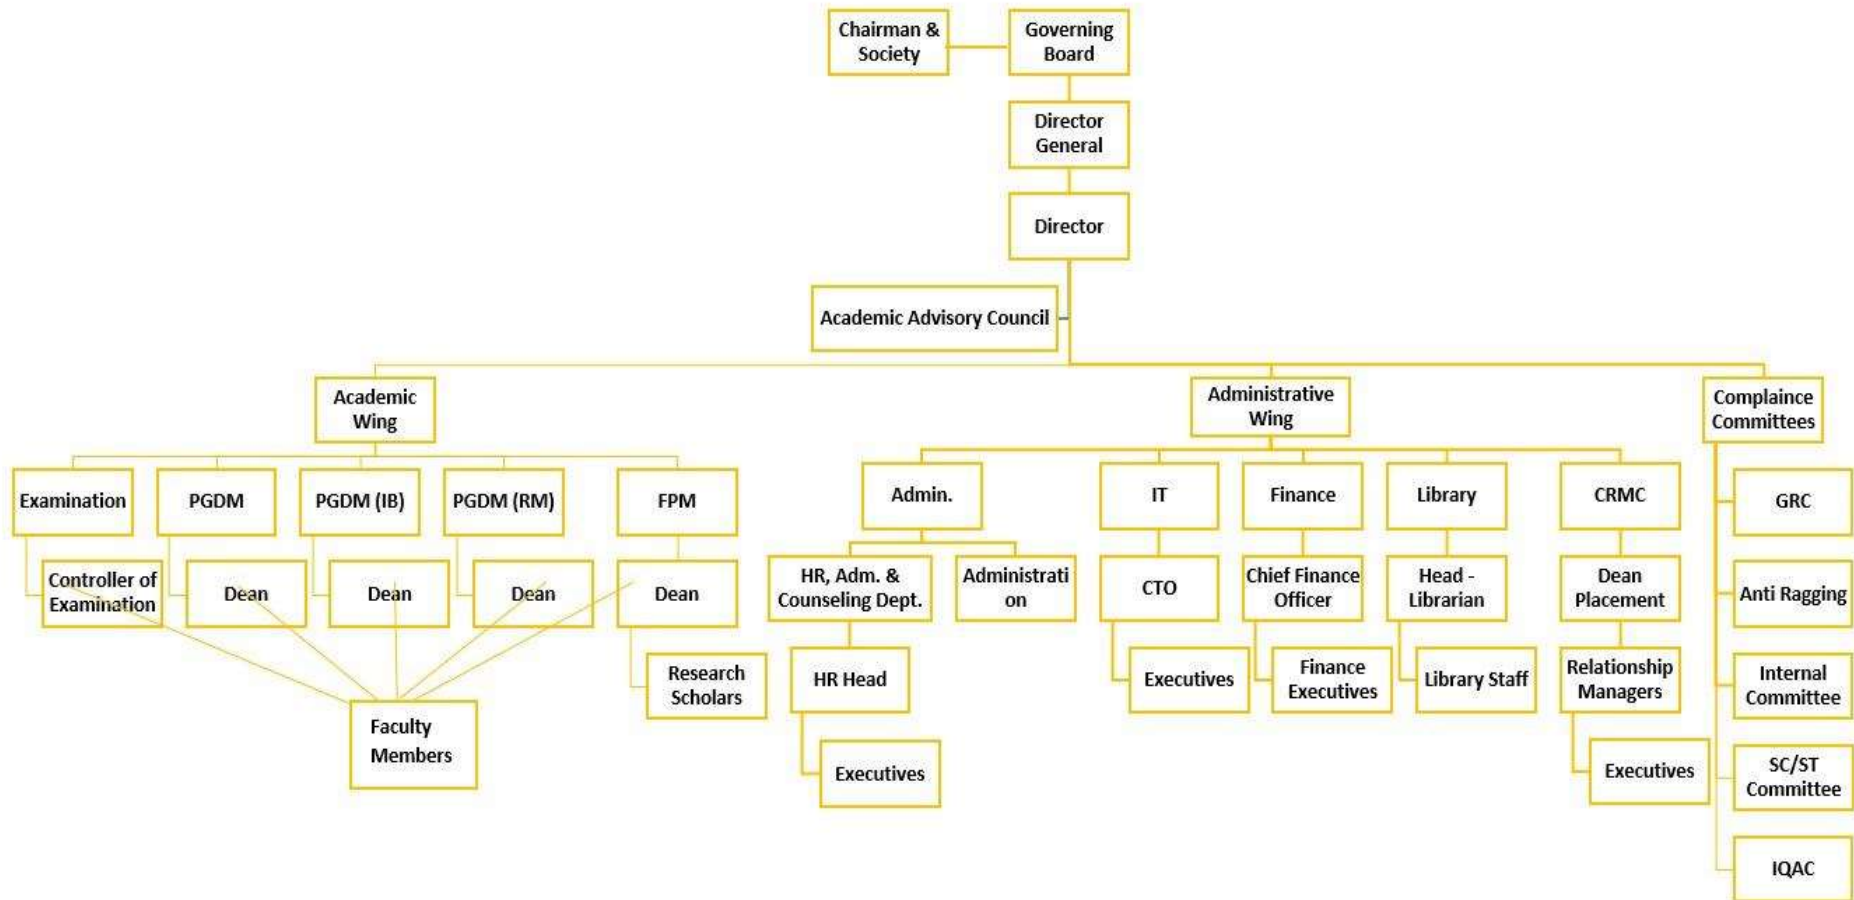 Chairman &
Society
Governing
Board
Director
General
Director
Academic Advisory Council
Academic
Wing
Administrative
Wing
Complaince
Committees
Examination
PGDM
PGDM (IB)
PGDM (RM)
FPM
Admin.
IT
Finance
Library
CRMC
GRC
Controller of
Examination
Dean
Dean
Dean
Dean
HR, Adm. &
Counseling Dept.
Administrati
on
CTO
Chief Finance
Officer
Head -
Librarian
Dean
Placement
Anti Ragging
Research
Scholars
HR Head
Executives
Finance
Executives
Library Staff
Relationship
Managers
Internal
Committee
Faculty
Members
Executives
Executives
SC/ST
Committee
IQAC